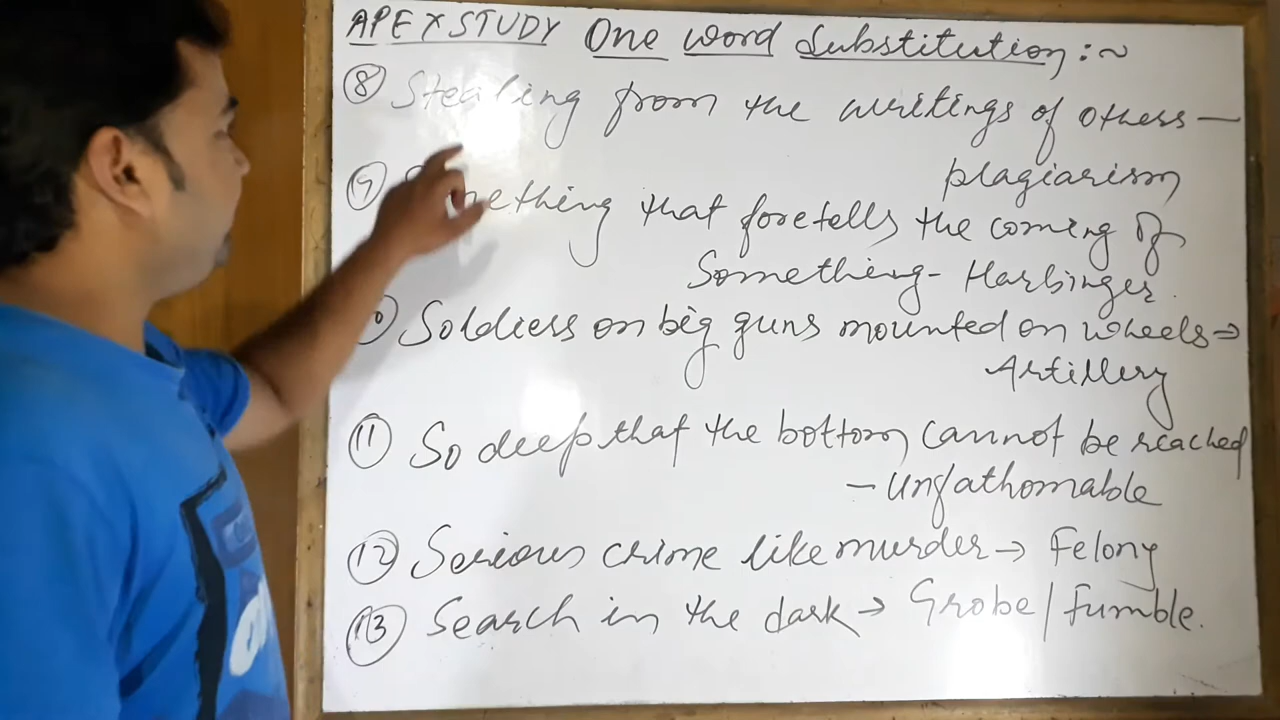 APEX STUDY One word Substitution :~
⑧ Stealing from the writings of others —
plagiarism
⑨ Something that foretells the coming of
Something - Harbinger.
Soldiers on big guns mounted on wheels →
Artillery
⑪ So deep that the bottom cannot be reached
- Unfathomable
⑫ Serious crime like murder → Felony
⑬ Search in the dark → Grobe / Fumble.